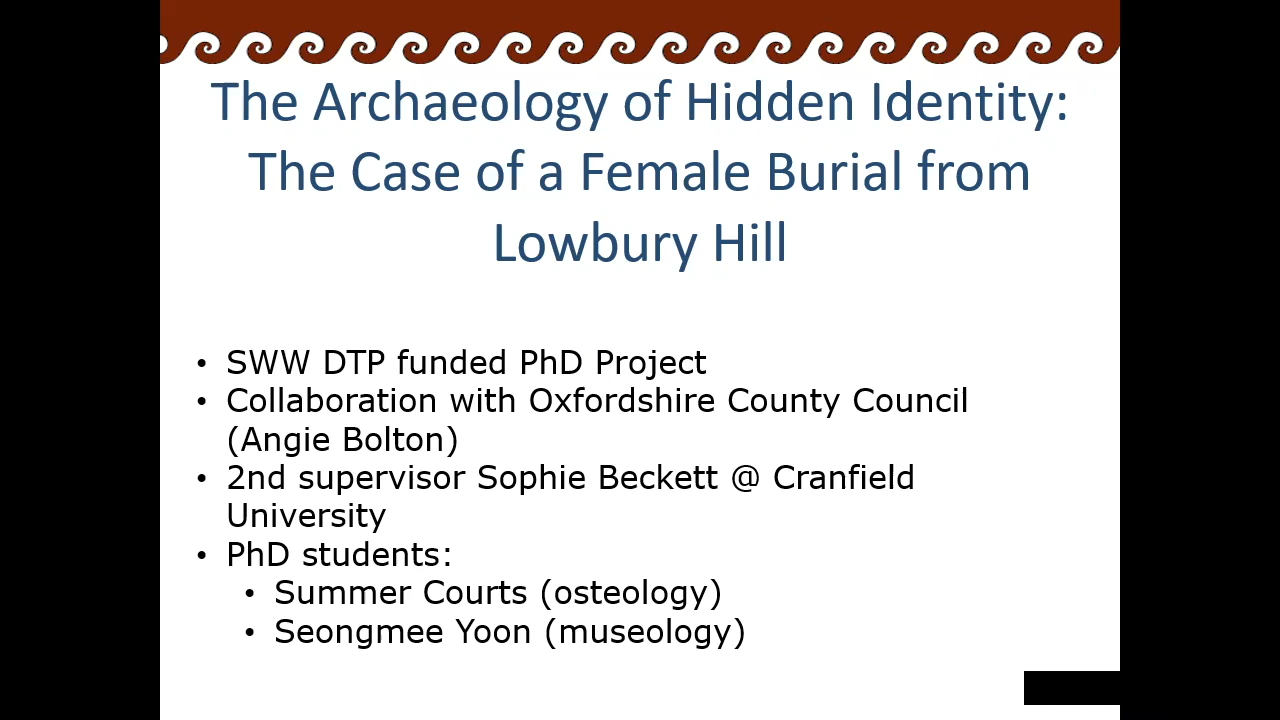 The Archaeology of Hidden Identity:
The Case of a Female Burial from
Lowbury Hill
• SWW DTP funded PhD Project
• Collaboration with Oxfordshire County Council
(Angie Bolton)
• 2nd supervisor Sophie Beckett @ Cranfield
University
• PhD students:
• Summer Courts (osteology)
• Seongmee Yoon (museology)